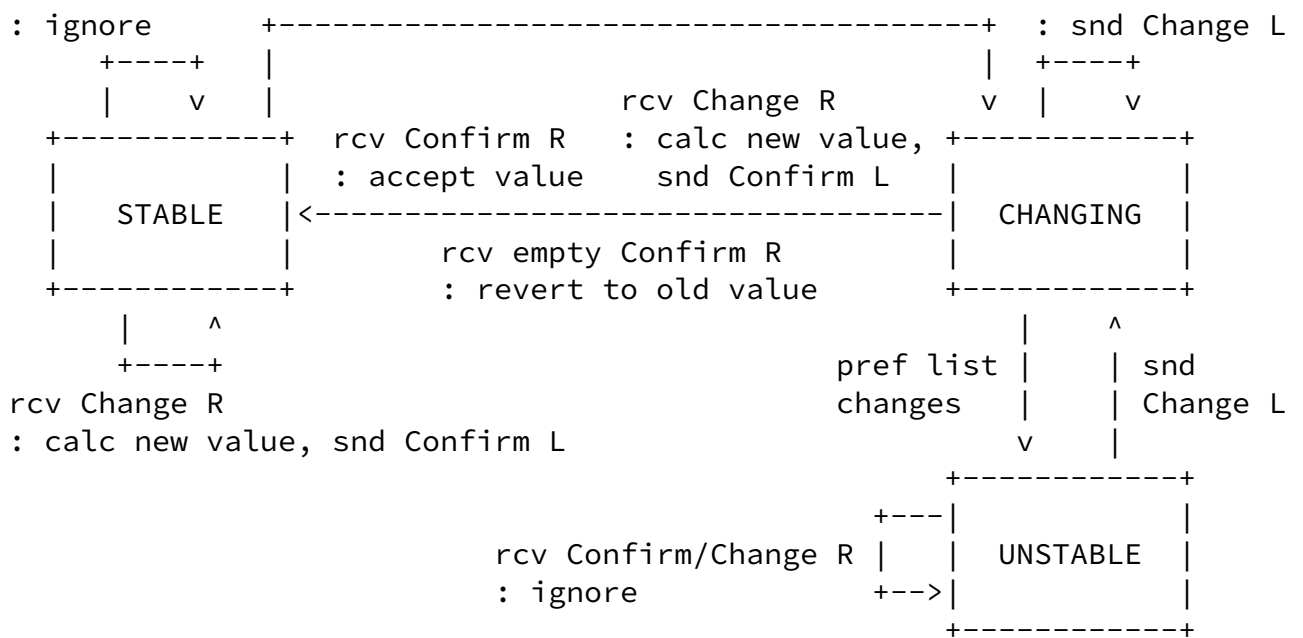 : ignore : snd Change L
rcv Change R
rcv Confirm R : calc new value,
: accept value snd Confirm L
STABLE CHANGING
rcv empty Confirm R
: revert to old value
pref list snd
rcv Change R changes Change L
: calc new value, snd Confirm L
rcv Confirm/Change R UNSTABLE
: ignore